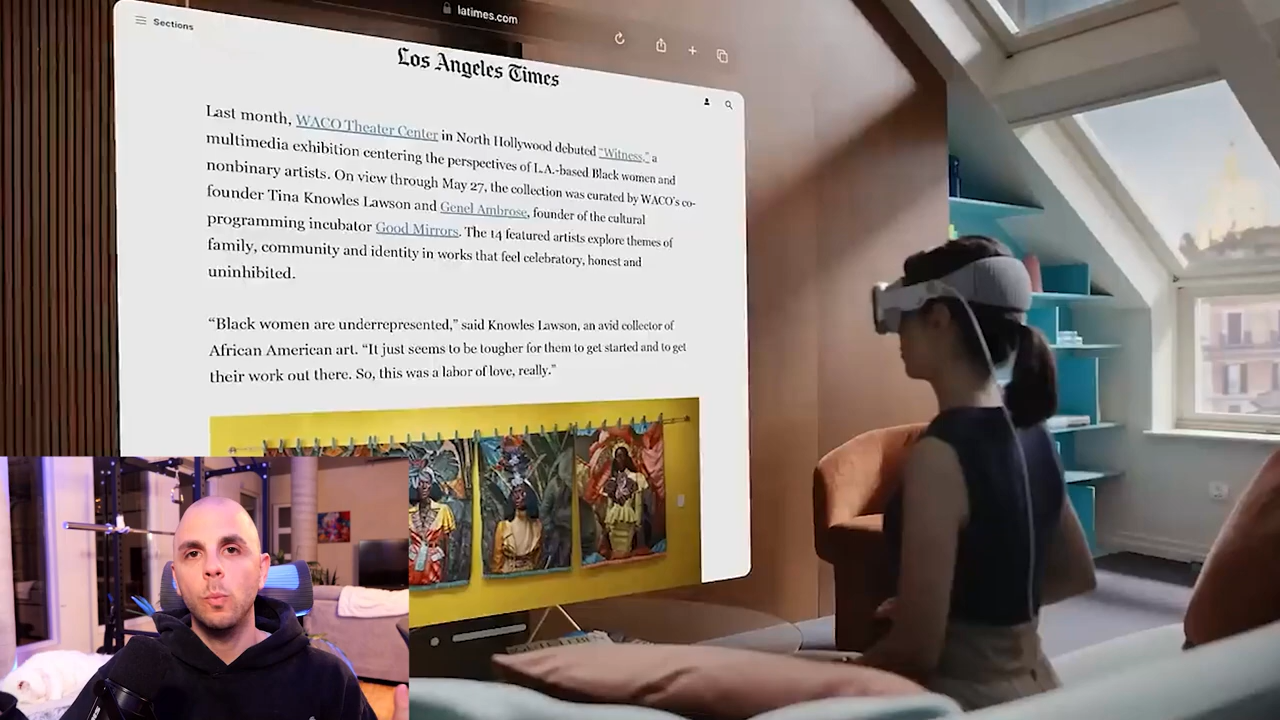 latimes.com
Sections
Los Angeles Times
Last month, WACO Theater Center in North Hollywood debuted “Witness,” a
multimedia exhibition centering the perspectives of L.A.-based Black women and
nonbinary artists. On view through May 27, the collection was curated by WACO’s co-
founder Tina Knowles Lawson and Genel Ambrose, founder of the cultural
programming incubator Good Mirrors. The 14 featured artists explore themes of
family, community and identity in works that feel celebratory, honest and
uninhibited.
“Black women are underrepresented,” said Knowles Lawson, an avid collector of
African American art. “It just seems to be tougher for them to get started and to get
their work out there. So, this was a labor of love, really.”